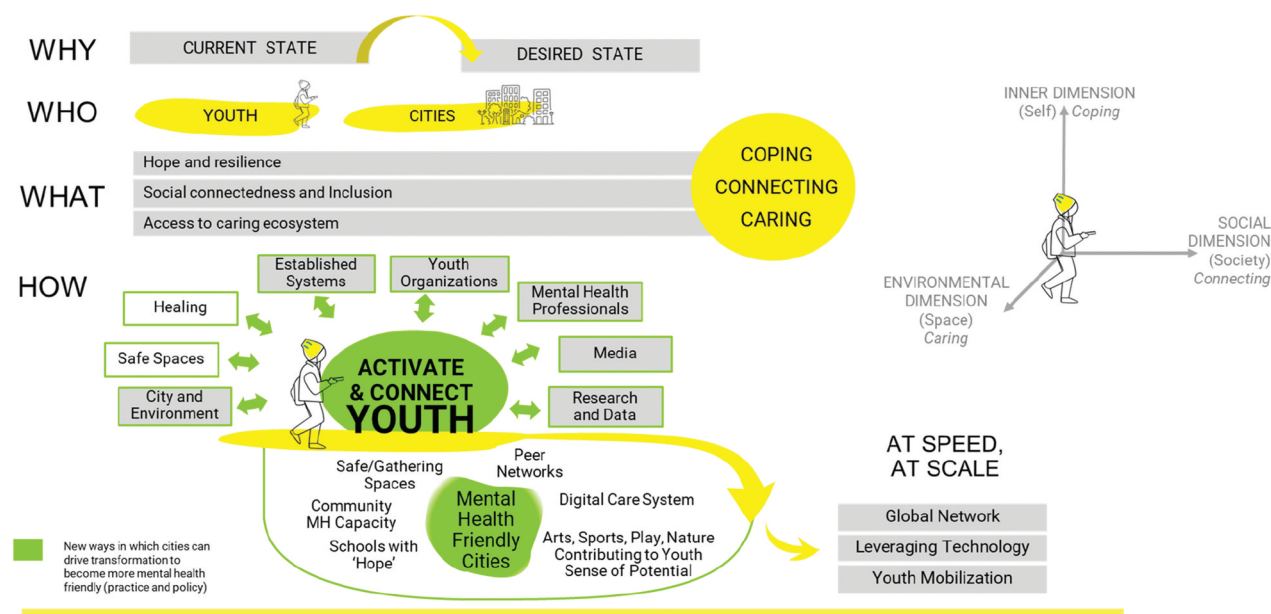 WHY
CURRENT STATE
DESIRED STATE
WHO
YOUTH
CITIES
WHAT
Hope and resilience
Social connectedness and Inclusion
Access to caring ecosystem
COPING
CONNECTING
CARING
INNER DIMENSION
(Self) Coping
SOCIAL
DIMENSION
(Society)
Connecting
ENVIRONMENTAL
DIMENSION
(Space)
Caring
HOW
Healing
Safe Spaces
City and
Environment
Established
Systems
Youth
Organizations
Mental Health
Professionals
Media
Research
and Data
ACTIVATE
& CONNECT
YOUTH
Safe/Gathering
Spaces
Peer
Networks
Community
MH Capacity
Digital Care System
Schools with
‘Hope’
Arts, Sports, Play, Nature
Contributing to Youth
Sense of Potential
Mental
Health
Friendly
Cities
AT SPEED,
AT SCALE
Global Network
Leveraging Technology
Youth Mobilization
New ways in which cities can
drive transformation to
become more mental health
friendly (practice and policy)